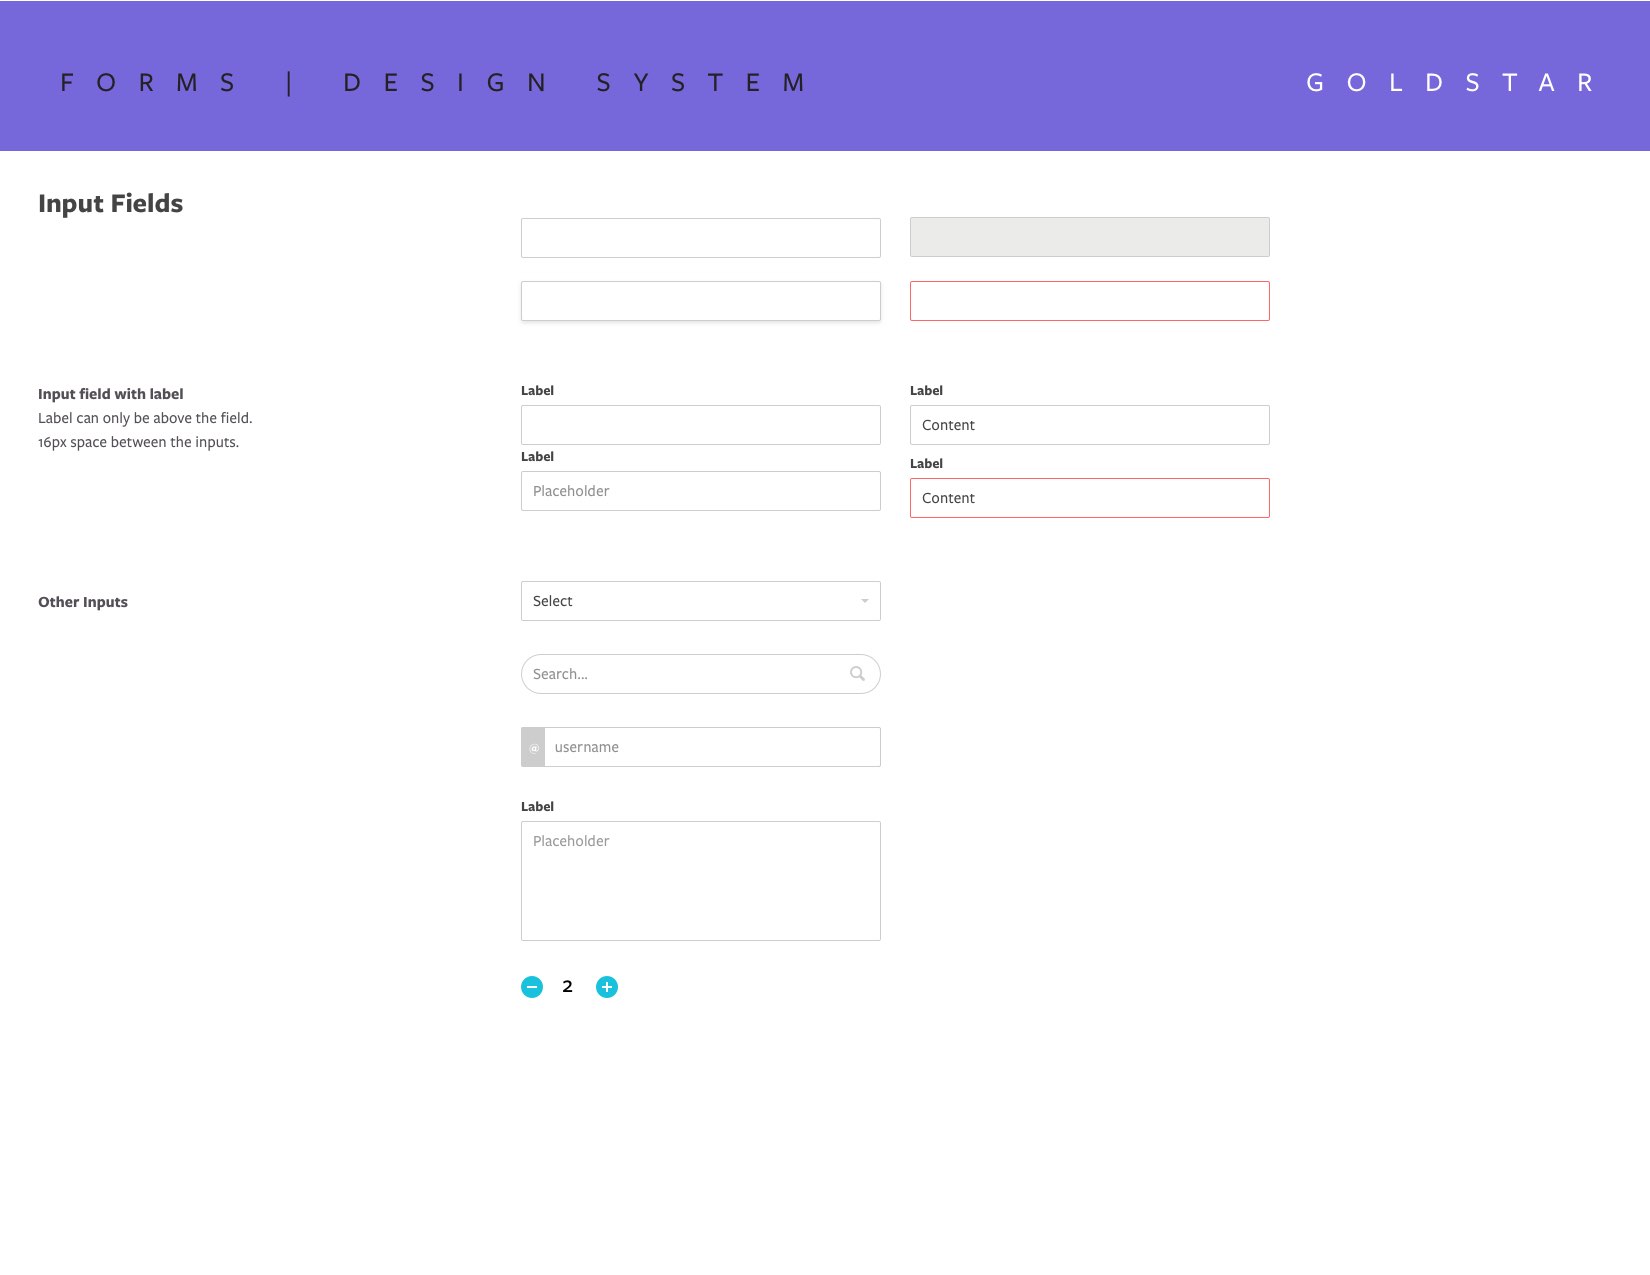 FORMS | DESIGN SYSTEM
GOLDSTAR
Input Fields
Input field with label
Label can only be above the field.
16px space between the inputs.
Label
Label
Content
Label
Placeholder
Label
Content
Other Inputs
Select
Search...
@ username
Label
Placeholder
2